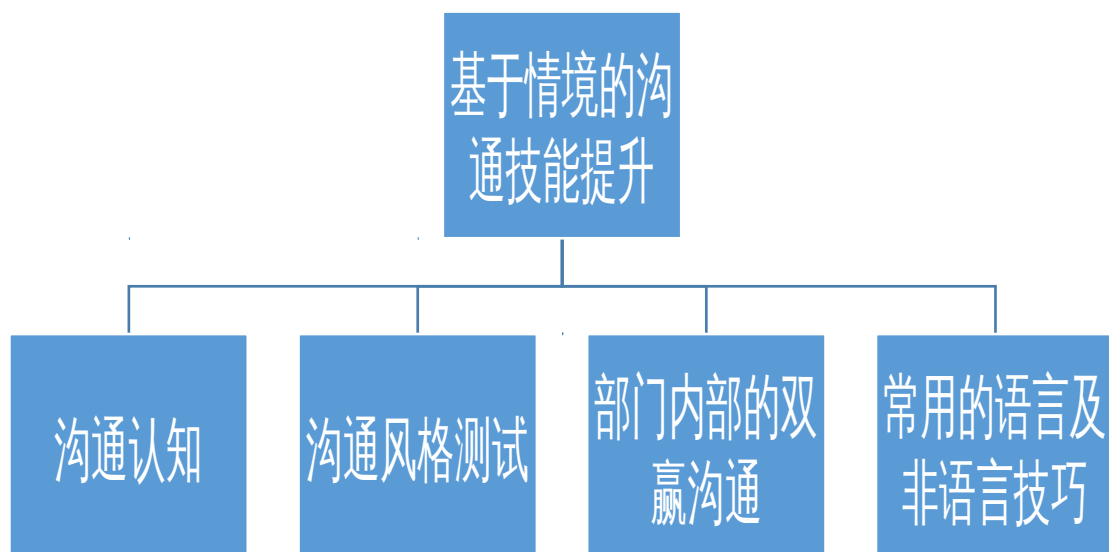 基于情境的沟
通技能提升
沟通认知
沟通风格测试
部门内部的双
赢沟通
常用的语言及
非语言技巧